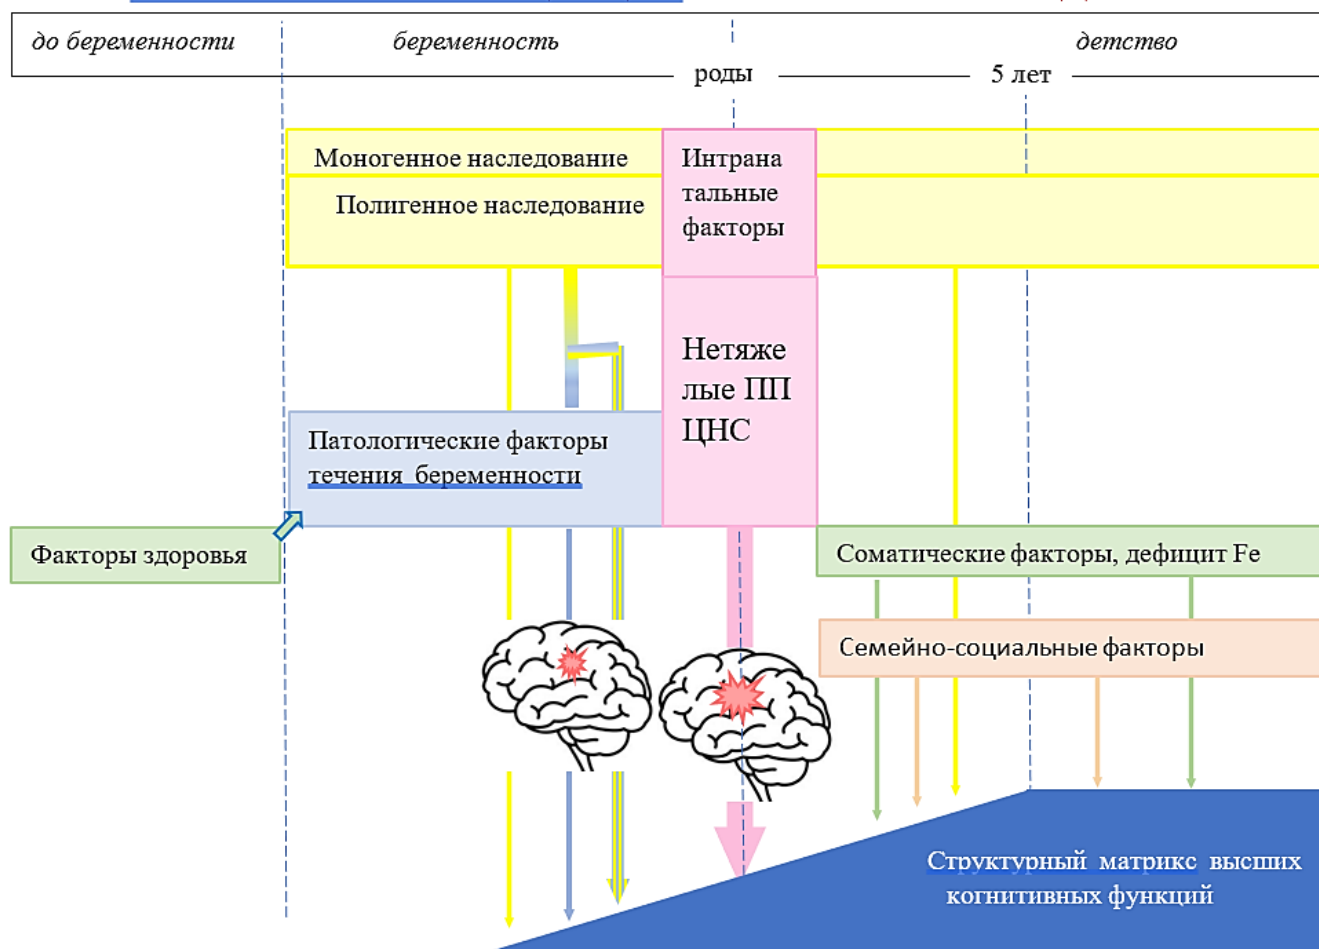 до беременности
беременность
детство
роды
5 лет
Моногенное наследование
Полигенное наследование
Интрана
тальные
факторы
Нетяже
лые ПП
ЦНС
Патологические факторы
течения беременности
Факторы здоровья
Соматические факторы, дефицит Fe
Семейно-социальные факторы
Структурный матрикс высших
когнитивных функций